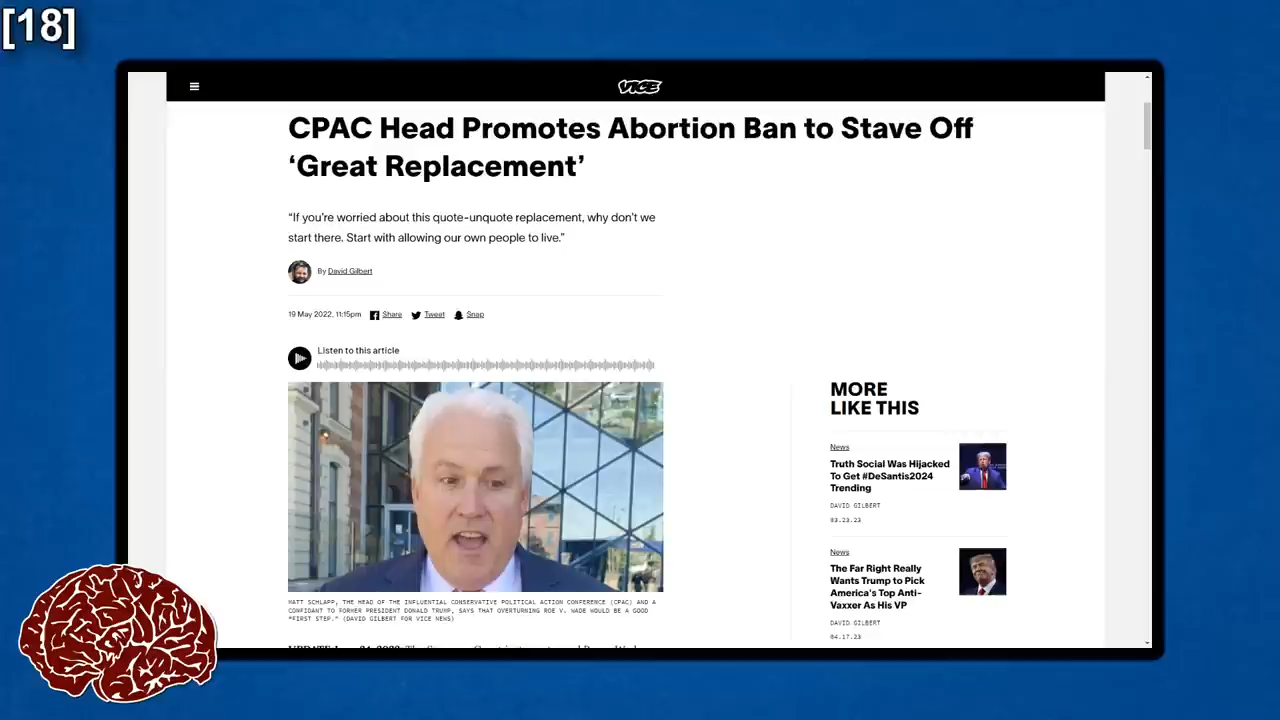 [18]
VICE
CPAC Head Promotes Abortion Ban to Stave Off
‘Great Replacement’
“If you're worried about this quote-unquote replacement, why don't we
start there. Start with allowing our own people to live.”
By David Gilbert
19 May 2022, 11:15pm Share Tweet Snap
Listen to this article
MATT SCHLAPP, THE HEAD OF THE INFLUENTIAL CONSERVATIVE POLITICAL ACTION CONFERENCE (CPAC) AND A
CONFIDANT TO FORMER PRESIDENT DONALD TRUMP, SAYS THAT OVERTURNING ROE V. WADE WOULD BE A GOOD
"FIRST STEP." (DAVID GILBERT FOR VICE NEWS)
MORE
LIKE THIS
News
Truth Social Was Hijacked
To Get #DeSantis2024
Trending
DAVID GILBERT
03.23.23
News
The Far Right Really
Wants Trump to Pick
America's Top Anti-
Vaxxer As His VP
DAVID GILBERT
04.17.23